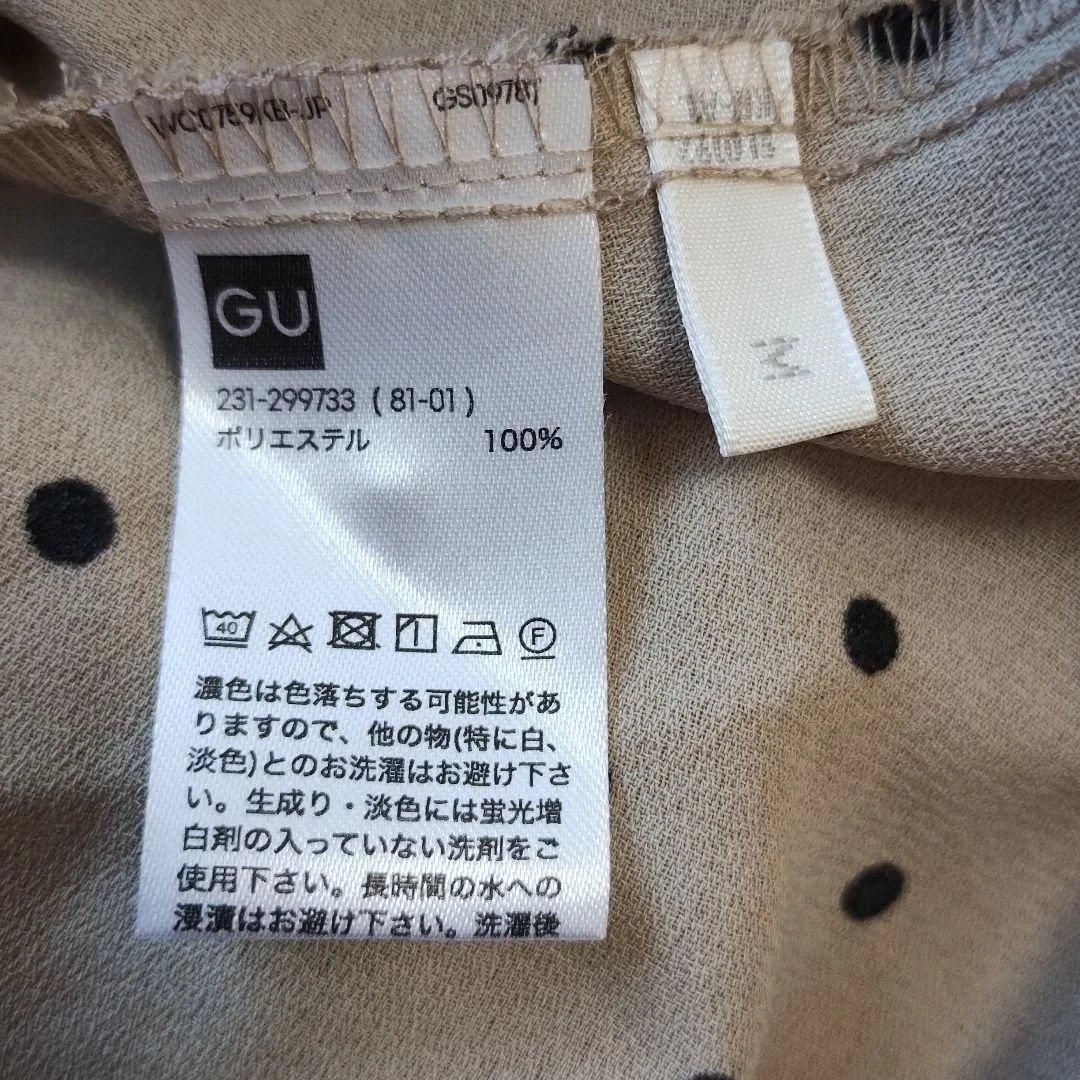 WC0789KB-JP GS0978T
GU
231-299733 ( 81-01 )
ポリエステル 100%
40
F
濃色は色落ちする可能性があ
りますので、他の物(特に白、
淡色)とのお洗濯はお避け下さ
い。生成り・淡色には蛍光増
白剤の入っていない洗剤をご
使用下さい。長時間の水への
浸漬はお避け下さい。洗濯後
M